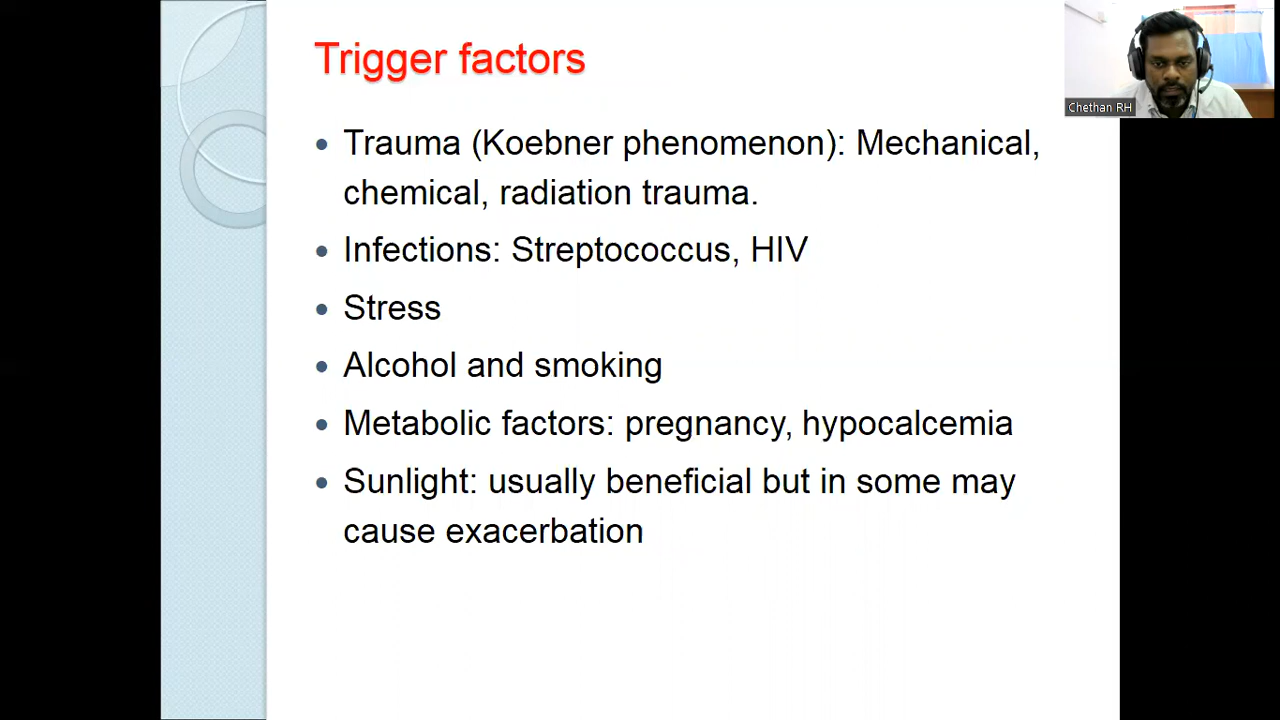 Trigger factors
Chethan RH
• Trauma (Koebner phenomenon): Mechanical,
chemical, radiation trauma.
• Infections: Streptococcus, HIV
• Stress
• Alcohol and smoking
• Metabolic factors: pregnancy, hypocalcemia
• Sunlight: usually beneficial but in some may
cause exacerbation